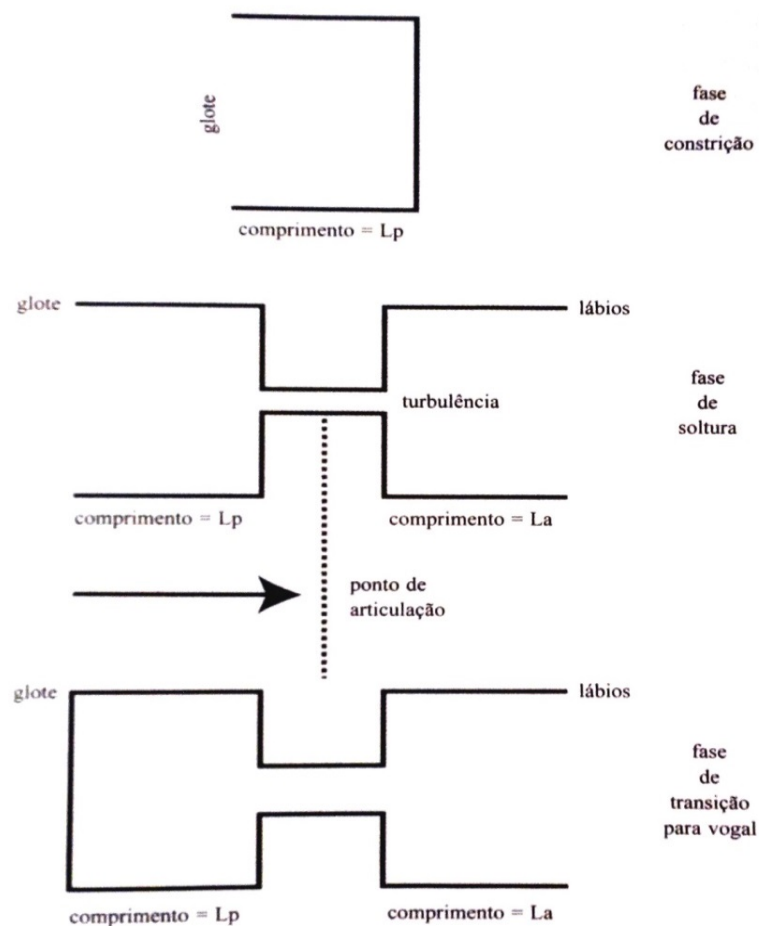 glote
fase
de
constrição
comprimento = Lp
glote
lábios
turbulência
fase
de
soltura
comprimento = Lp
comprimento = La
ponto de
articulação
glote
lábios
fase
de
transição
para vogal
comprimento = Lp
comprimento = La